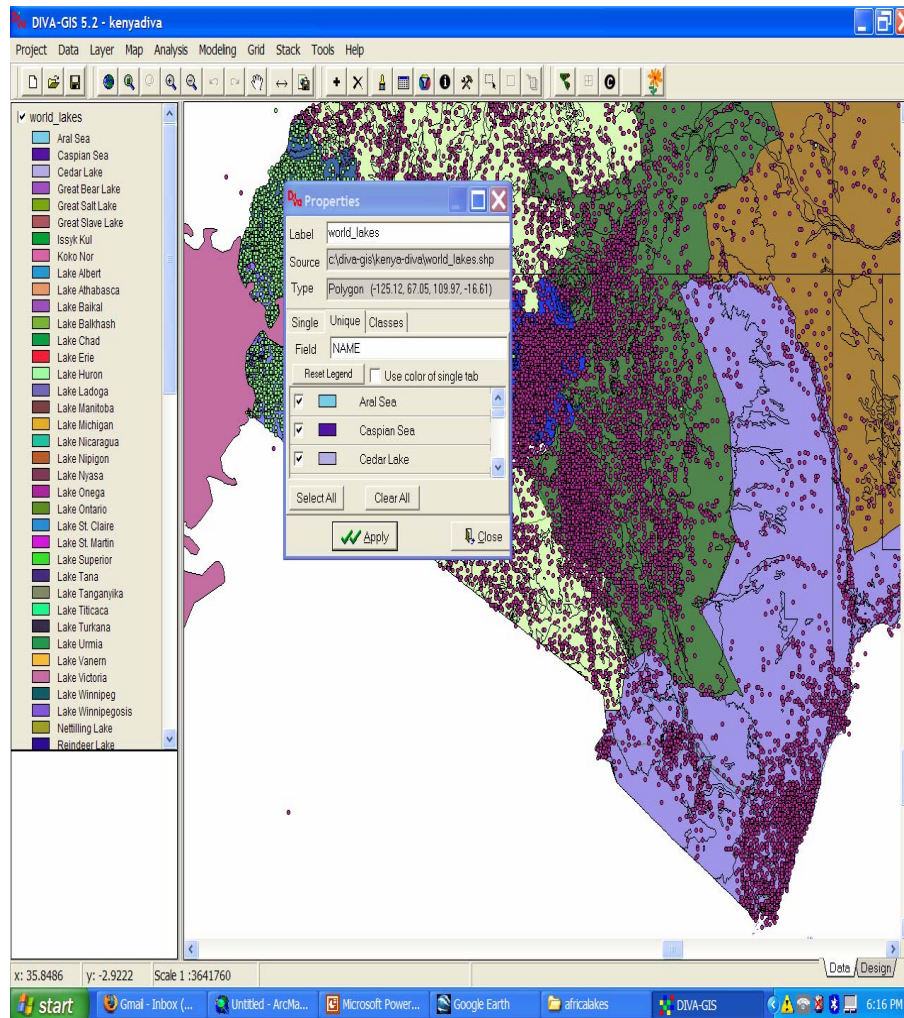 DIVA-GIS 5.2 - kenyadiva
Project Data Layer Map Analysis Modeling Grid Stack Tools Help
world_lakes
Aral Sea
Caspian Sea
Cedar Lake
Great Bear Lake
Great Salt Lake
Great Slave Lake
Issyk Kul
Koko Nor
Lake Albert
Lake Athabasca
Lake Baikal
Lake Balkhash
Lake Chad
Lake Erie
Lake Huron
Lake Ladoga
Lake Manitoba
Lake Michigan
Lake Nicaragua
Lake Nipigon
Lake Nyasa
Lake Onega
Lake Ontario
Lake St. Claire
Lake St. Martin
Lake Superior
Lake Tana
Lake Tanganyika
Lake Titicaca
Lake Turkana
Lake Urmia
Lake Vanern
Lake Victoria
Lake Winnipeg
Lake Winnipegosis
Nettilling Lake
Reindeer Lake
Diva Properties
Label world_lakes
Source c:\diva-gis\kenya-diva\world_lakes.shp
Type Polygon (-125.12, 67.05, 109.97, -16.61)
Single Unique Classes
Field NAME
Reset Legend Use color of single tab
Aral Sea
Caspian Sea
Cedar Lake
Select All Clear All
Apply Close
Data Design
x: 35.8486 y: -2.9222 Scale 1 :3641760
start Gmail - Inbox (... Untitled - ArcMa... Microsoft Power... Google Earth africalakes DIVA-GIS 6:16 PM